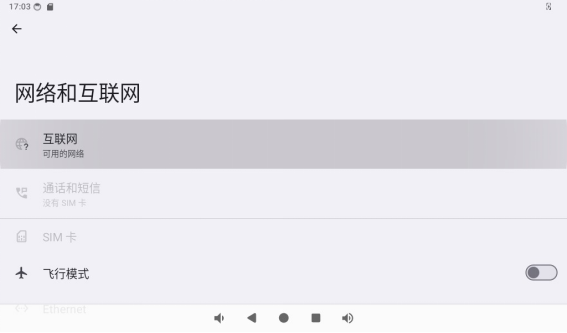 17:03
网络和互联网
互联网
可用的网络
通话和短信
没有 SIM 卡
SIM 卡
飞行模式
Ethernet